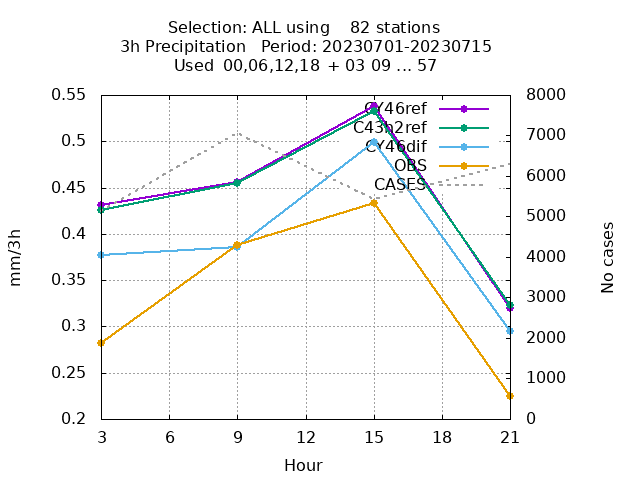 Selection: ALL using    82 stations
3h Precipitation   Period: 20230701-20230715
Used 00,06,12,18 + 03 09 ... 57
0.55
0.5
0.45
0.4
0.35
0.3
0.25
0.2
8000
7000
6000
5000
4000
3000
2000
1000
0
CY46ref
C43h2ref
CY46dif
OBS
CASES
mm/3h
No cases
3 6 9 12 15 18 21
Hour